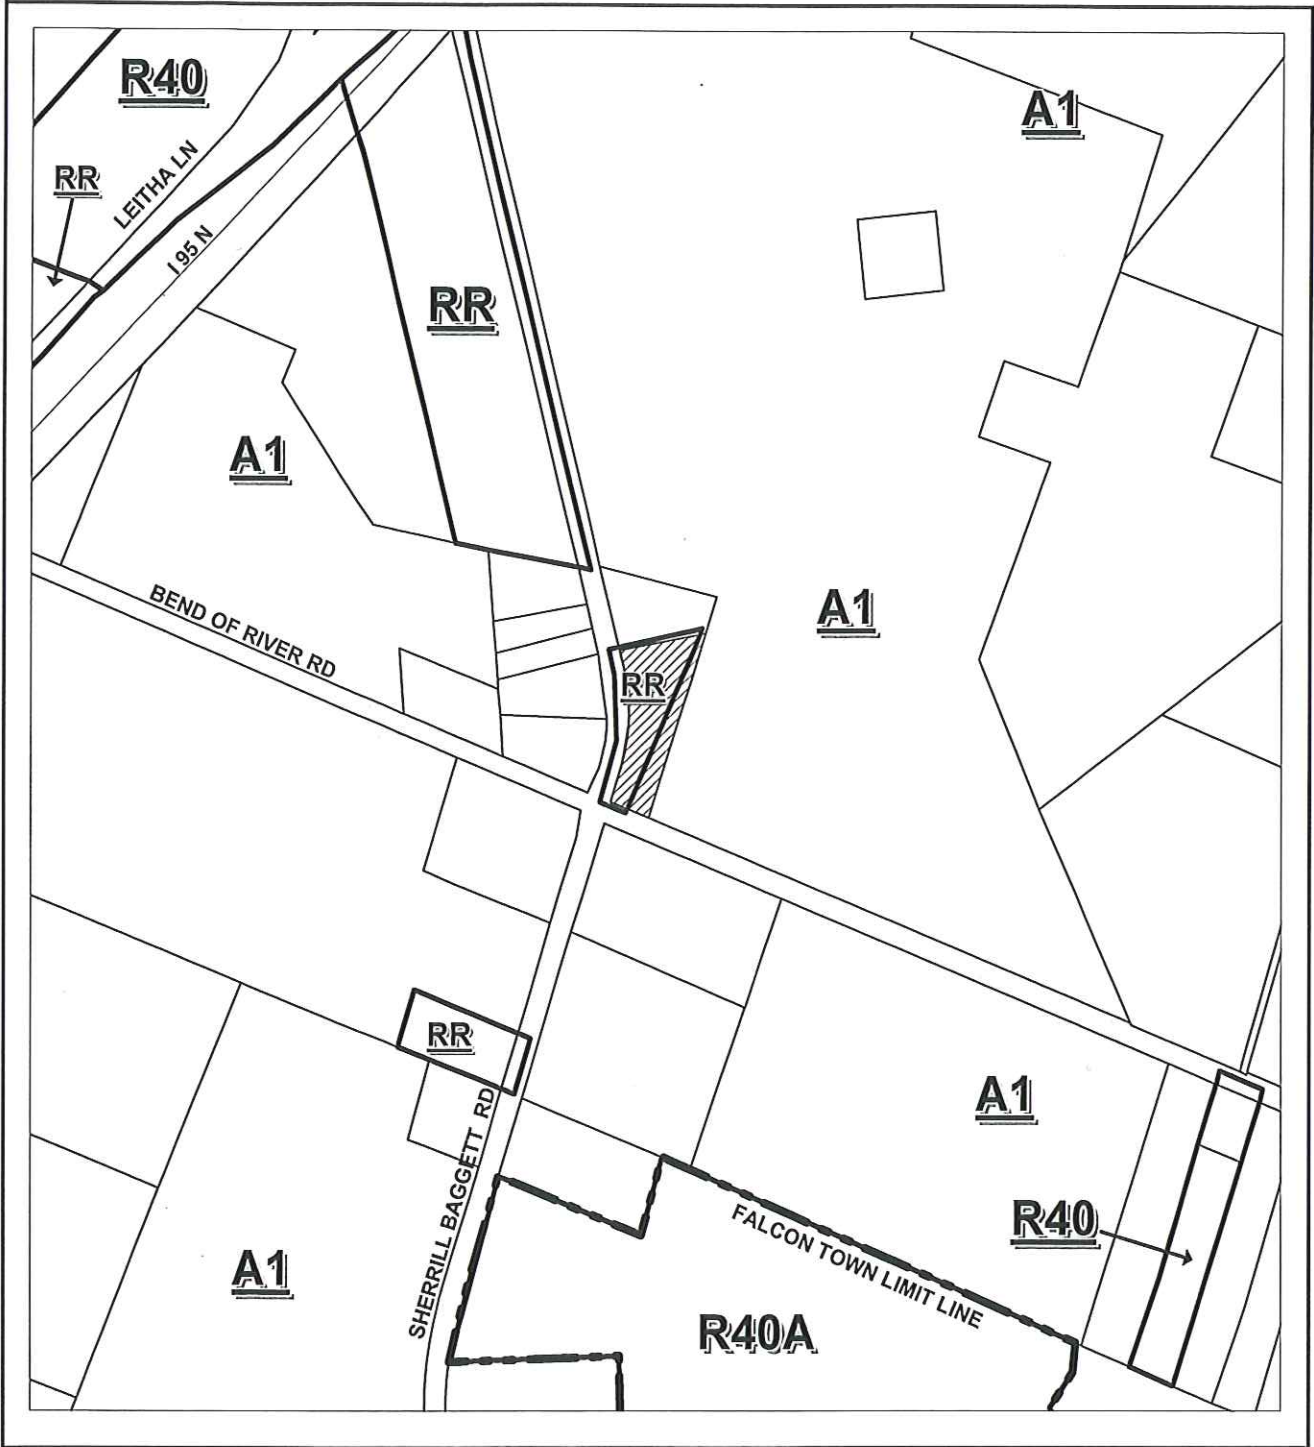 R40
A1
RR
LEITHA LN
I 95 N
RR
A1
BEND OF RIVER RD
A1
RR
RR
A1
SHERRILL BAGGETT RD
R40
FALCON TOWN LIMIT LINE
A1
R40A